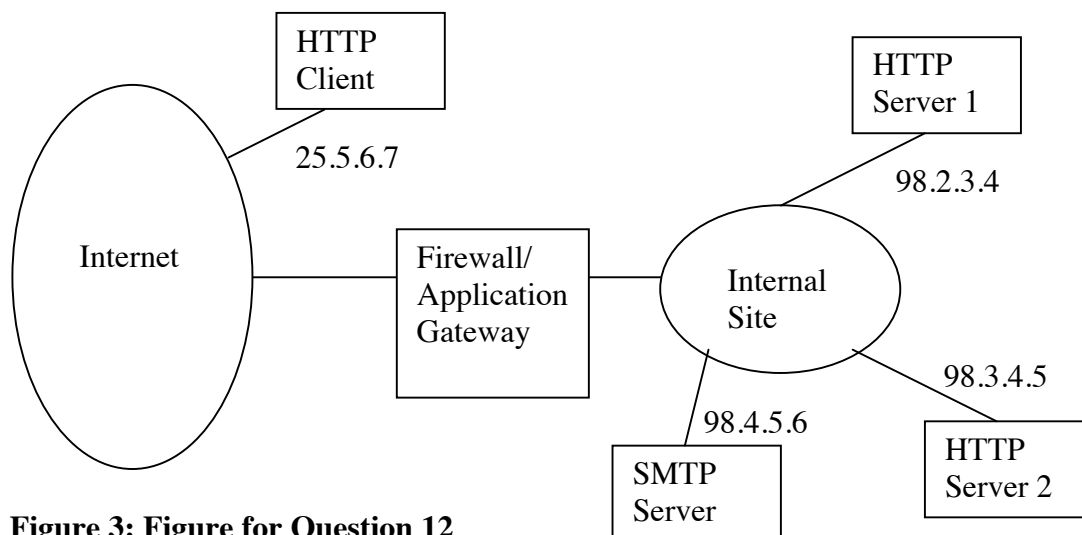 HTTP
Client
25.5.6.7
HTTP
Server 1
98.2.3.4
Internet
Firewall/
Application
Gateway
Internal
Site
98.3.4.5
HTTP
Server 2
98.4.5.6
SMTP
Server
Figure 3: Figure for Question 12